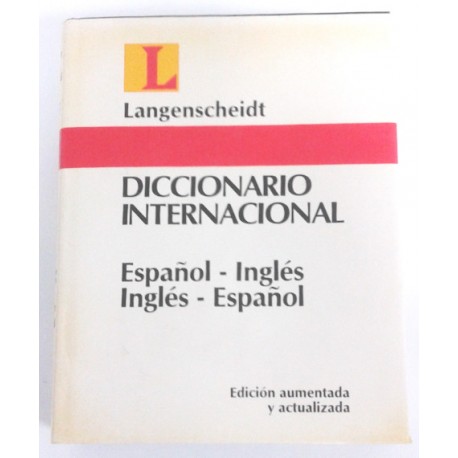 L
Langenscheidt
DICCIONARIO
INTERNACIONAL
Español - Inglés
Inglés - Español
Edición aumentada
y actualizada